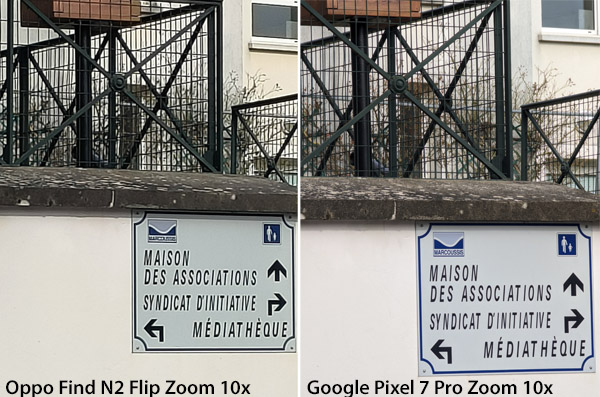 MARCOUSSIS
MAISON
DES ASSOCIATIONS
SYNDICAT D'INITIATIVE
MÉDIATHÈQUE
Oppo Find N2 Flip Zoom 10x
MARCOUSSIS
MAISON
DES ASSOCIATIONS
SYNDICAT D'INITIATIVE
MÉDIATHÈQUE
Google Pixel 7 Pro Zoom 10x